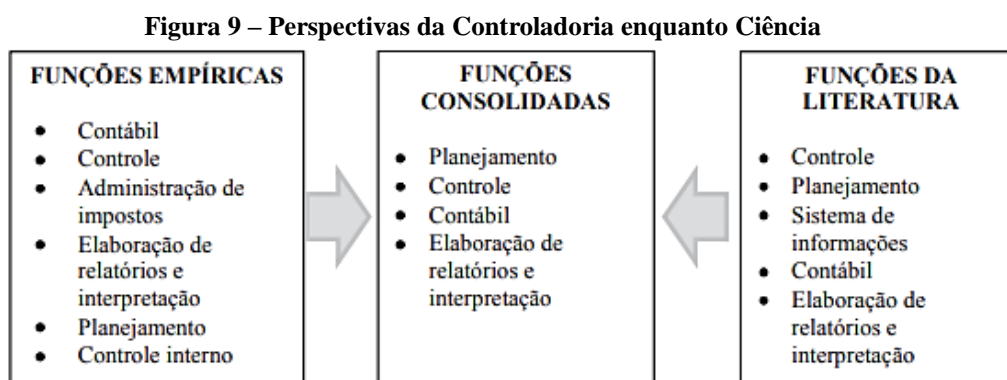 Figura 9 – Perspectivas da Controladoria enquanto Ciência
FUNÇÕES EMPÍRICAS
• Contábil
• Controle
• Administração de
impostos
• Elaboração de
relatórios e
interpretação
• Planejamento
• Controle interno
FUNÇÕES
CONSOLIDADAS
• Planejamento
• Controle
• Contábil
• Elaboração de
relatórios e
interpretação
FUNÇÕES DA
LITERATURA
• Controle
• Planejamento
• Sistema de
informações
• Contábil
• Elaboração de
relatórios e
interpretação